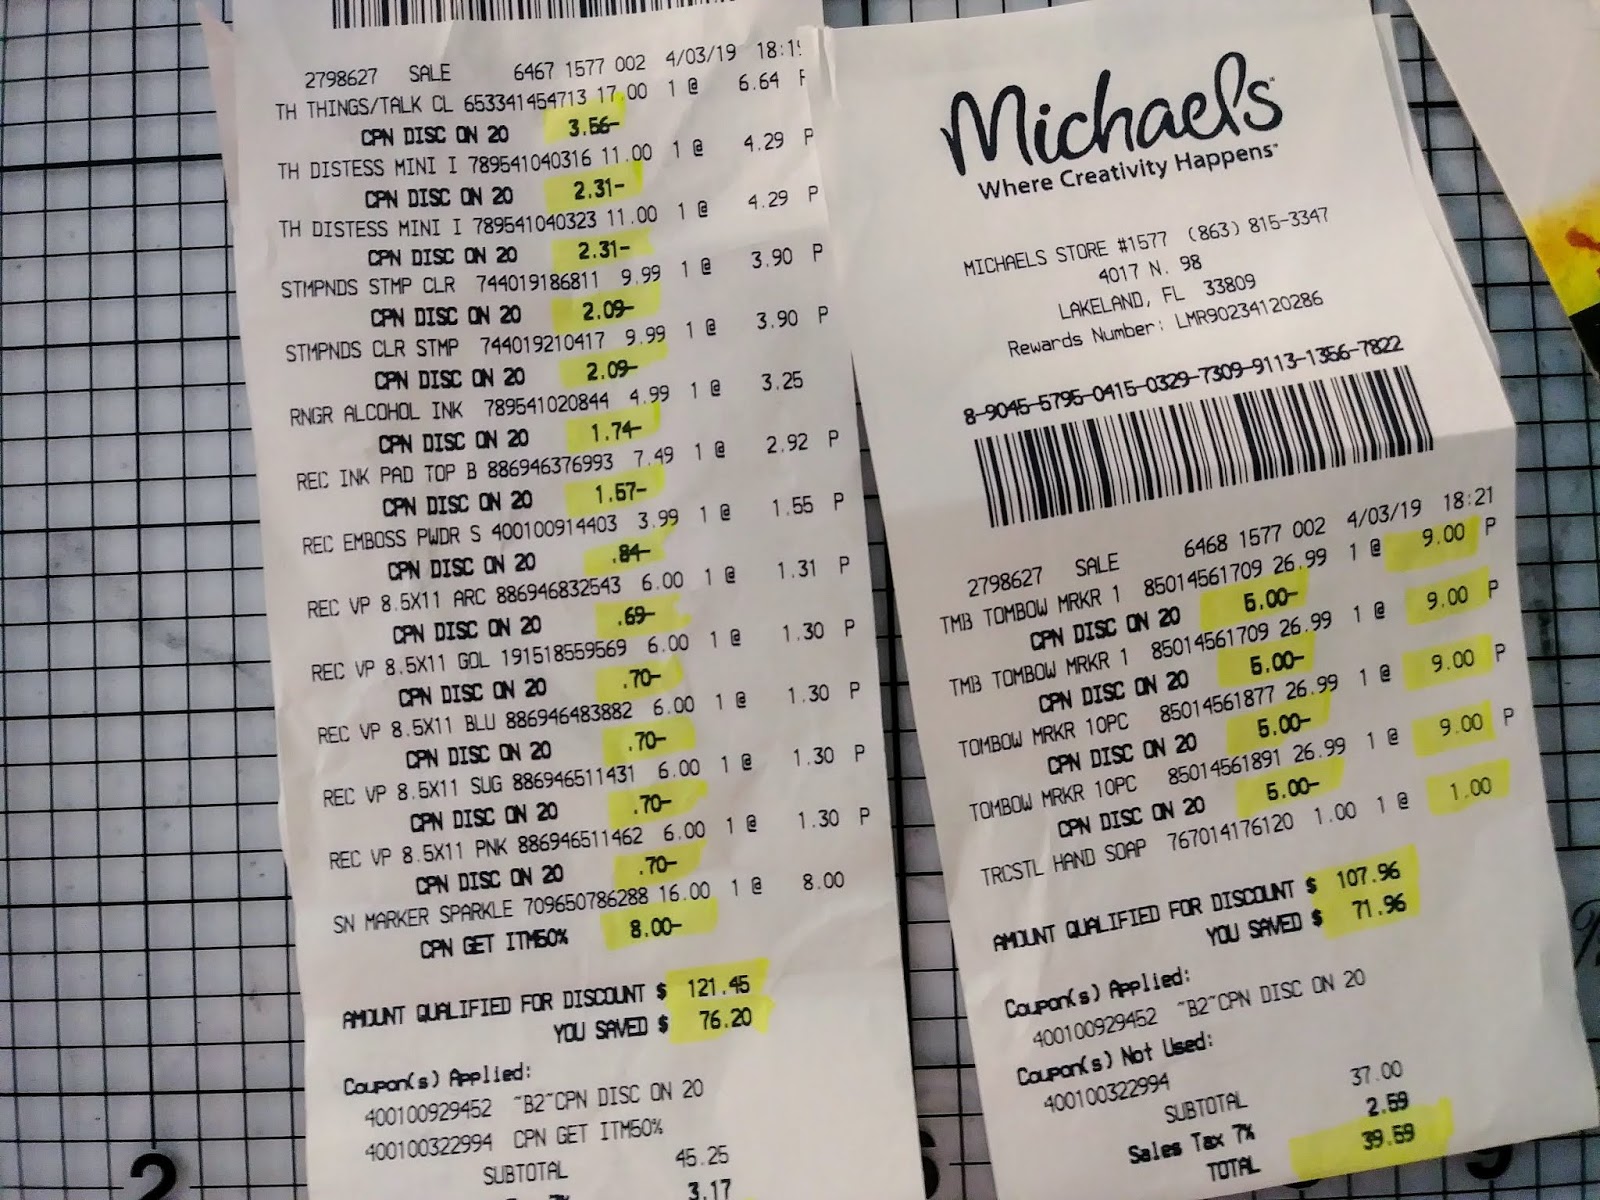 2798627 SALE 6467 1577 002 4/03/19 18:19
TH THINGS/TALK CL 653341454713 17.00 1 @ 6.64 P
CPN DISC ON 20 3.56-
TH DISTESS MINI I 789541040316 11.00 1 @ 4.29 P
CPN DISC ON 20 2.31-
TH DISTESS MINI I 789541040323 11.00 1 @ 4.29 P
CPN DISC ON 20 2.31-
STMPNDS STMP CLR 744019186811 9.99 1 @ 3.90 P
CPN DISC ON 20 2.09-
STMPNDS CLR STMP 744019210417 9.99 1 @ 3.90 P
CPN DISC ON 20 2.09-
RNGR ALCOHOL INK 789541020844 4.99 1 @ 3.25
CPN DISC ON 20 1.74-
REC INK PAD TOP B 886946376993 7.49 1 @ 2.92 P
CPN DISC ON 20 1.57-
REC EMBOSS PWDR S 400100914403 3.99 1 @ 1.55 P
CPN DISC ON 20 .84-
REC VP 8.5X11 ARC 886946832543 6.00 1 @ 1.31 P
CPN DISC ON 20 .69-
REC VP 8.5X11 GOL 191518559569 6.00 1 @ 1.30 P
CPN DISC ON 20 .70-
REC VP 8.5X11 BLU 886946483882 6.00 1 @ 1.30 P
CPN DISC ON 20 .70-
REC VP 8.5X11 SUG 886946511431 6.00 1 @ 1.30 P
CPN DISC ON 20 .70-
REC VP 8.5X11 PNK 886946511462 6.00 1 @ 1.30 P
CPN DISC ON 20 .70-
SN MARKER SPARKLE 709650786288 16.00 1 @ 8.00
CPN GET ITM50% 8.00-
AMOUNT QUALIFIED FOR DISCOUNT $ 121.45
YOU SAVED $ 76.20
Coupon(s) Applied:
400100929452 ~B2~CPN DISC ON 20
400100322994 CPN GET ITM50%
SUBTOTAL 45.25
7% 3.17
Michaels
Where Creativity Happens
MICHAELS STORE #1577 (863) 815-3347
4017 N. 98
LAKELAND, FL 33809
Rewards Number: LMR90234120286
8-9045-5795-0415-0329-7309-9113-1356-7822
2798627 SALE 6468 1577 002 4/03/19 18:21
TMB TOMBOW MRKR 1 85014561709 26.99 1 @ 9.00 P
CPN DISC ON 20 5.00-
TMB TOMBOW MRKR 1 85014561709 26.99 1 @ 9.00 P
CPN DISC ON 20 5.00-
TOMBOW MRKR 10PC 85014561877 26.99 1 @ 9.00 P
CPN DISC ON 20 5.00-
TOMBOW MRKR 10PC 85014561891 26.99 1 @ 9.00 P
CPN DISC ON 20 5.00-
TRCSTL HAND SOAP 767014176120 1.00 1 @ 1.00
AMOUNT QUALIFIED FOR DISCOUNT $ 107.96
YOU SAVED $ 71.96
Coupon(s) Applied:
400100929452 ~B2~CPN DISC ON 20
Coupon(s) Not Used:
400100322994
SUBTOTAL 37.00
Sales Tax 7% 2.59
TOTAL 39.59
2